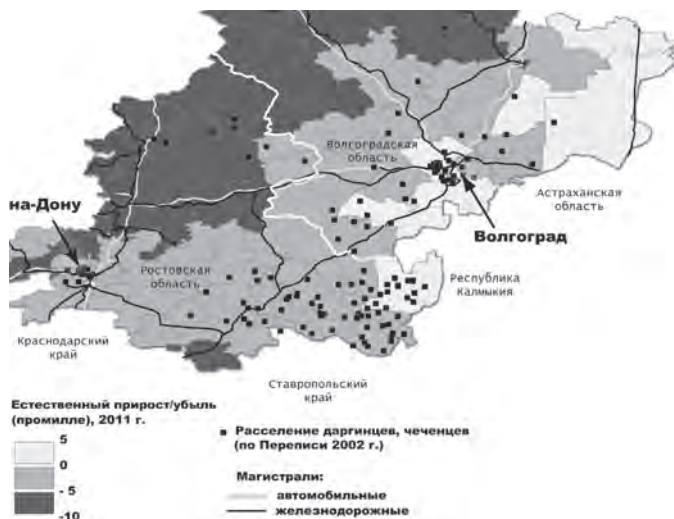 Волгоградская
область
Астраханская
область
на-Дону
Волгоград
Ростовская
область
Республика
Калмыкия
Краснодарский
край
Ставропольский
край
Естественный прирост/убыль
(промилле), 2011 г.
5
0
- 5
-10
Расселение даргинцев, чеченцев
(по Переписи 2002 г.)
Магистрали:
автомобильные
железнодорожные